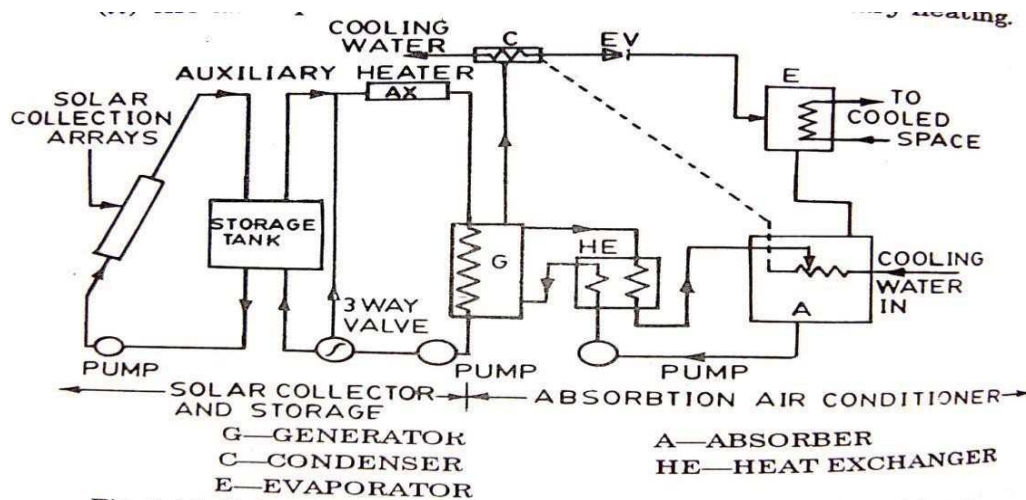 heating.
COOLING
WATER
C
EV
AUXILIARY HEATER
AX
E
SOLAR
COLLECTION
ARRAYS
TO
COOLED
SPACE
STORAGE
TANK
G
HE
COOLING
WATER
IN
A
3 WAY
VALVE
PUMP
PUMP
PUMP
SOLAR COLLECTOR
AND STORAGE
ABSORBTION AIR CONDITIONER
G—GENERATOR
C—CONDENSER
E—EVAPORATOR
A—ABSORBER
HE—HEAT EXCHANGER